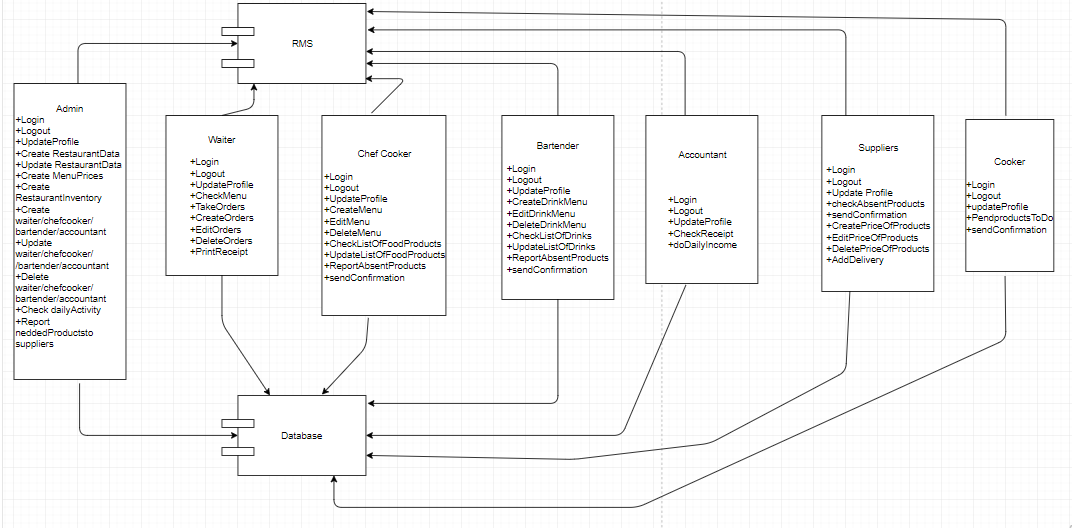 RMS
Admin
+Login
+Logout
+UpdateProfile
+Create RestaurantData
+Update RestaurantData
+Create MenuPrices
+Create
RestaurantInventory
+Create
waiter/chefcooker/
bartender/accountant
+Update
waiter/chefcooker/
/bartender/accountant
+Delete
waiter/chefcooker/
bartender/accountant
+Check dailyActivity
+Report
neddedProductsto
suppliers
Waiter
+Login
+Logout
+UpdateProfile
+CheckMenu
+TakeOrders
+CreateOrders
+EditOrders
+DeleteOrders
+PrintReceipt
Chef Cooker
+Login
+Logout
+UpdateProfile
+CreateMenu
+EditMenu
+DeleteMenu
+CheckListOfFoodProducts
+UpdateListOfFoodProducts
+ReportAbsentProducts
+sendConfirmation
Bartender
+Login
+Logout
+UpdateProfile
+CreateDrinkMenu
+EditDrinkMenu
+DeleteDrinkMenu
+CheckListOfDrinks
+UpdateListOfDrinks
+ReportAbsentProducts
+sendConfirmation
Accountant
+Login
+Logout
+UpdateProfile
+CheckReceipt
+doDailyIncome
Suppliers
+Login
+Logout
+Update Profile
+checkAbsentProducts
+sendConfirmation
+CreatePriceOfProducts
+EditPriceOfProducts
+DeletePriceOfProducts
+AddDelivery
Cooker
+Login
+Logout
+updateProfile
+PendproductsToDo
+sendConfirmation
Database